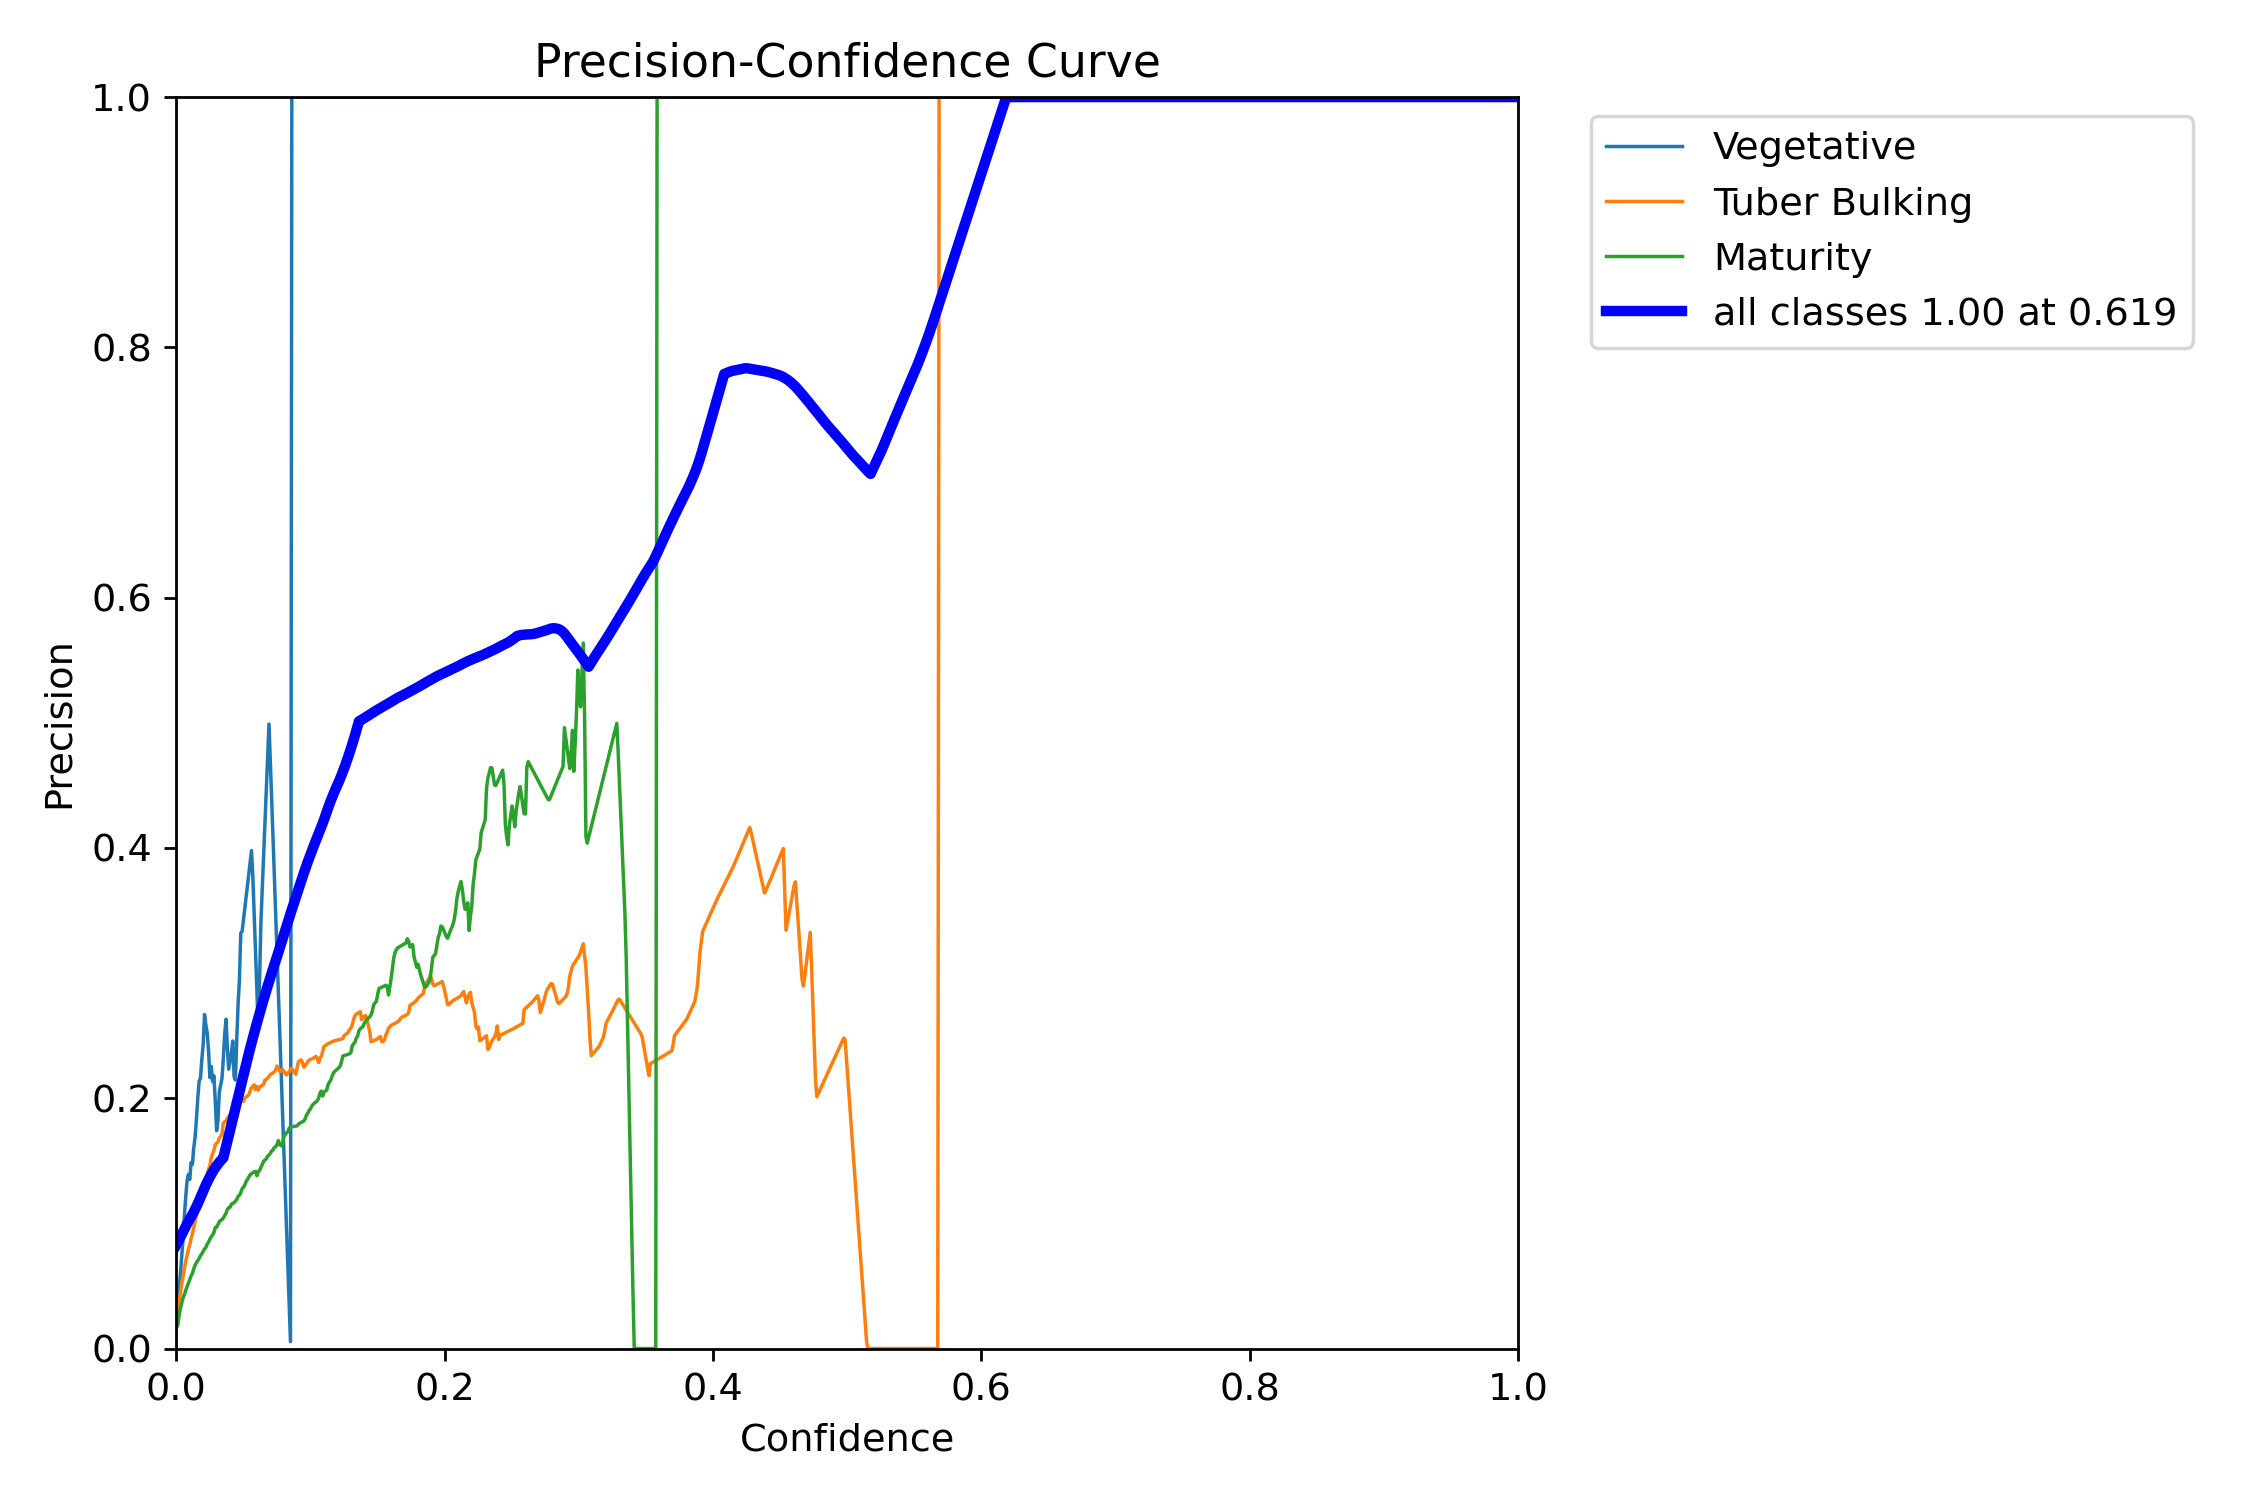 Precision-Confidence Curve
1.0
0.8
0.6
0.4
0.2
0.0
Precision
0.0 0.2 0.4 0.6 0.8 1.0
Confidence
Vegetative
Tuber Bulking
Maturity
all classes 1.00 at 0.619